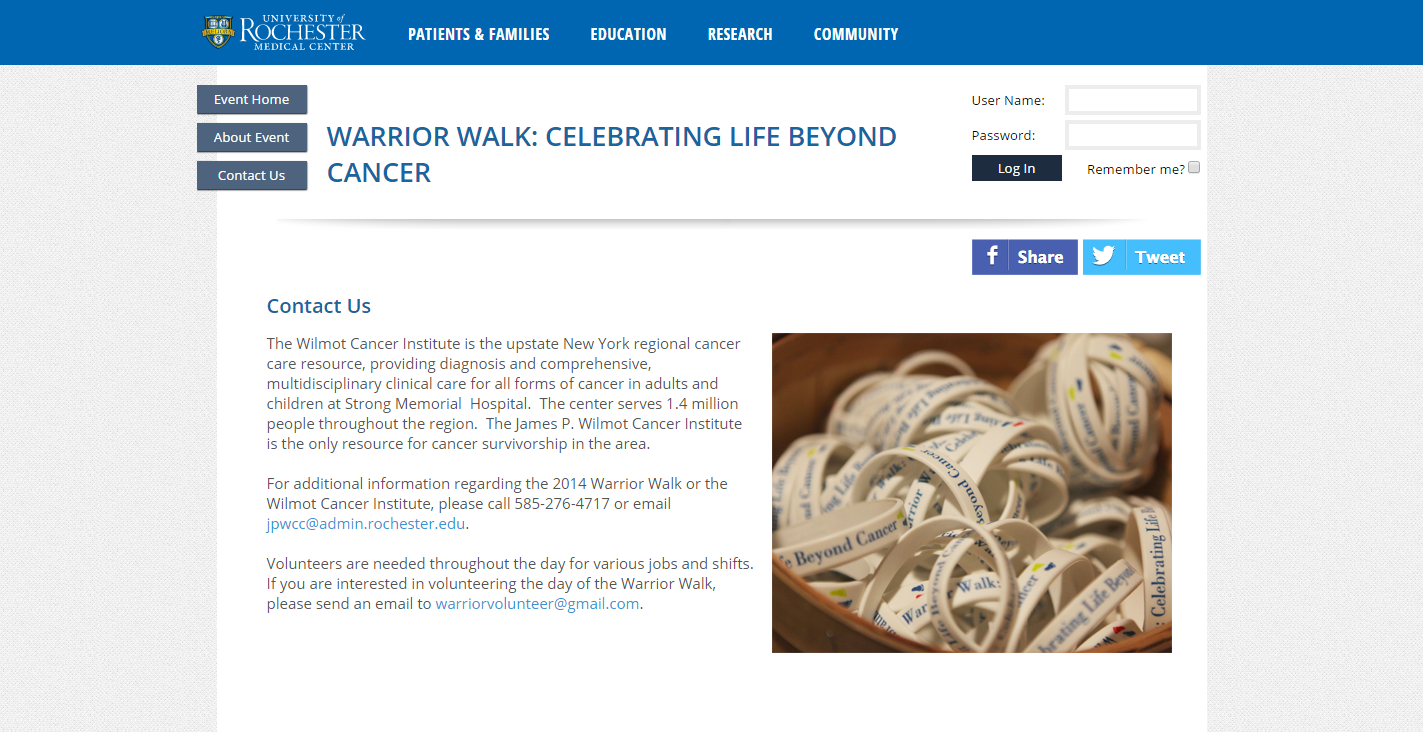 UNIVERSITY of
ROCHESTER
MEDICAL CENTER
PATIENTS & FAMILIES
EDUCATION
RESEARCH
COMMUNITY
Event Home
About Event
Contact Us
WARRIOR WALK: CELEBRATING LIFE BEYOND
CANCER
User Name:
Password:
Log In
Remember me?
Share
Tweet
Contact Us
The Wilmot Cancer Institute is the upstate New York regional cancer
care resource, providing diagnosis and comprehensive,
multidisciplinary clinical care for all forms of cancer in adults and
children at Strong Memorial  Hospital.  The center serves 1.4 million
people throughout the region.  The James P. Wilmot Cancer Institute
is the only resource for cancer survivorship in the area.
For additional information regarding the 2014 Warrior Walk or the
Wilmot Cancer Institute, please call 585-276-4717 or email
jpwcc@admin.rochester.edu.
Volunteers are needed throughout the day for various jobs and shifts.
If you are interested in volunteering the day of the Warrior Walk,
please send an email to warriorvolunteer@gmail.com.
Beyond Cancer
Beyond Cancer
Walk:
Celebrating Life Beyond
: Celebrating